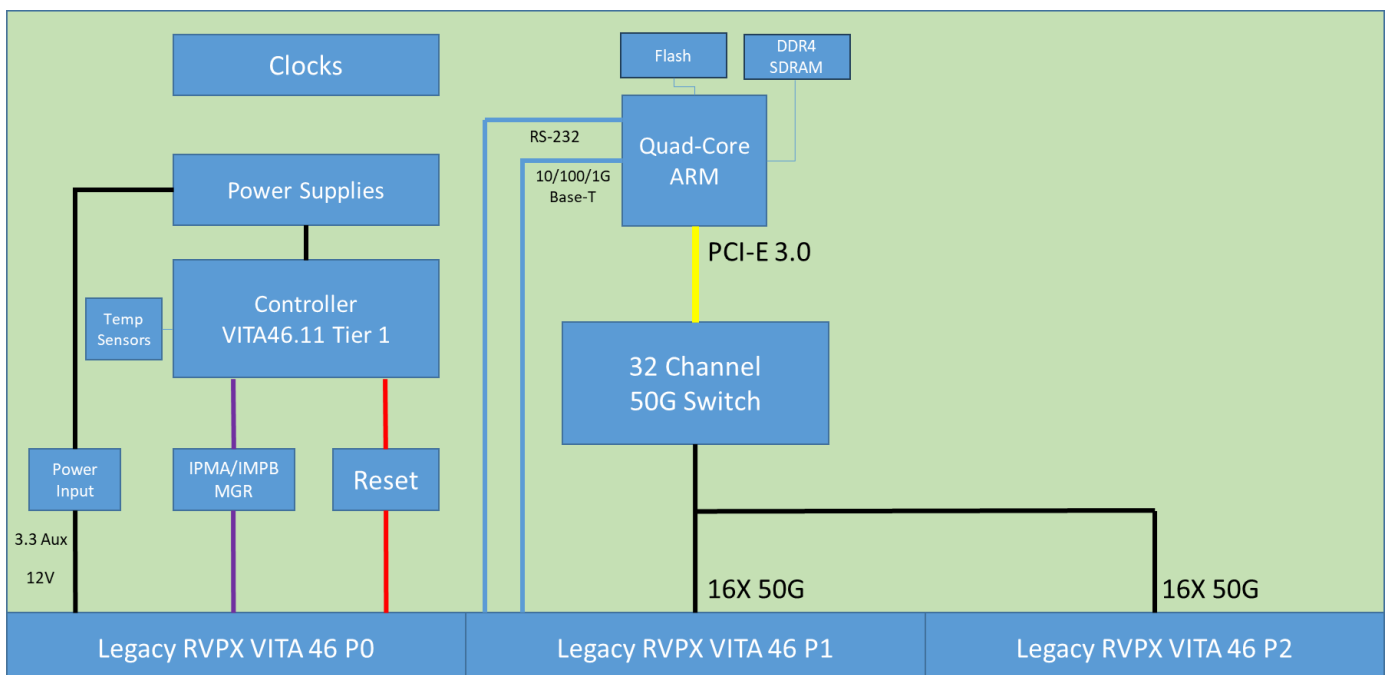 Clocks
Flash
DDR4
SDRAM
RS-232
Quad-Core
ARM
10/100/1G
Base-T
Power Supplies
PCI-E 3.0
Controller
VITA46.11 Tier 1
Temp
Sensors
32 Channel
50G Switch
Power
Input
IPMA/IMPB
MGR
Reset
3.3 Aux
12V
16X 50G
16X 50G
Legacy RVPX VITA 46 P0
Legacy RVPX VITA 46 P1
Legacy RVPX VITA 46 P2